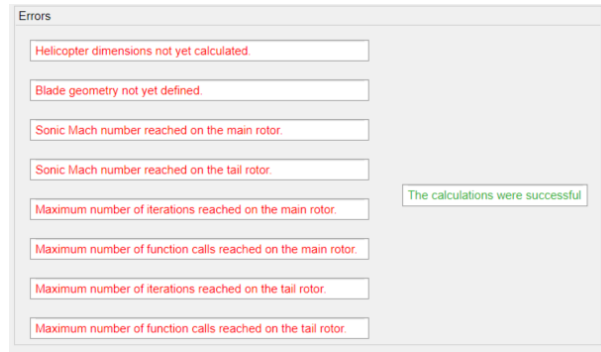 Errors
Helicopter dimensions not yet calculated.
Blade geometry not yet defined.
Sonic Mach number reached on the main rotor.
Sonic Mach number reached on the tail rotor.
The calculations were successful
Maximum number of iterations reached on the main rotor.
Maximum number of function calls reached on the main rotor.
Maximum number of iterations reached on the tail rotor.
Maximum number of function calls reached on the tail rotor.